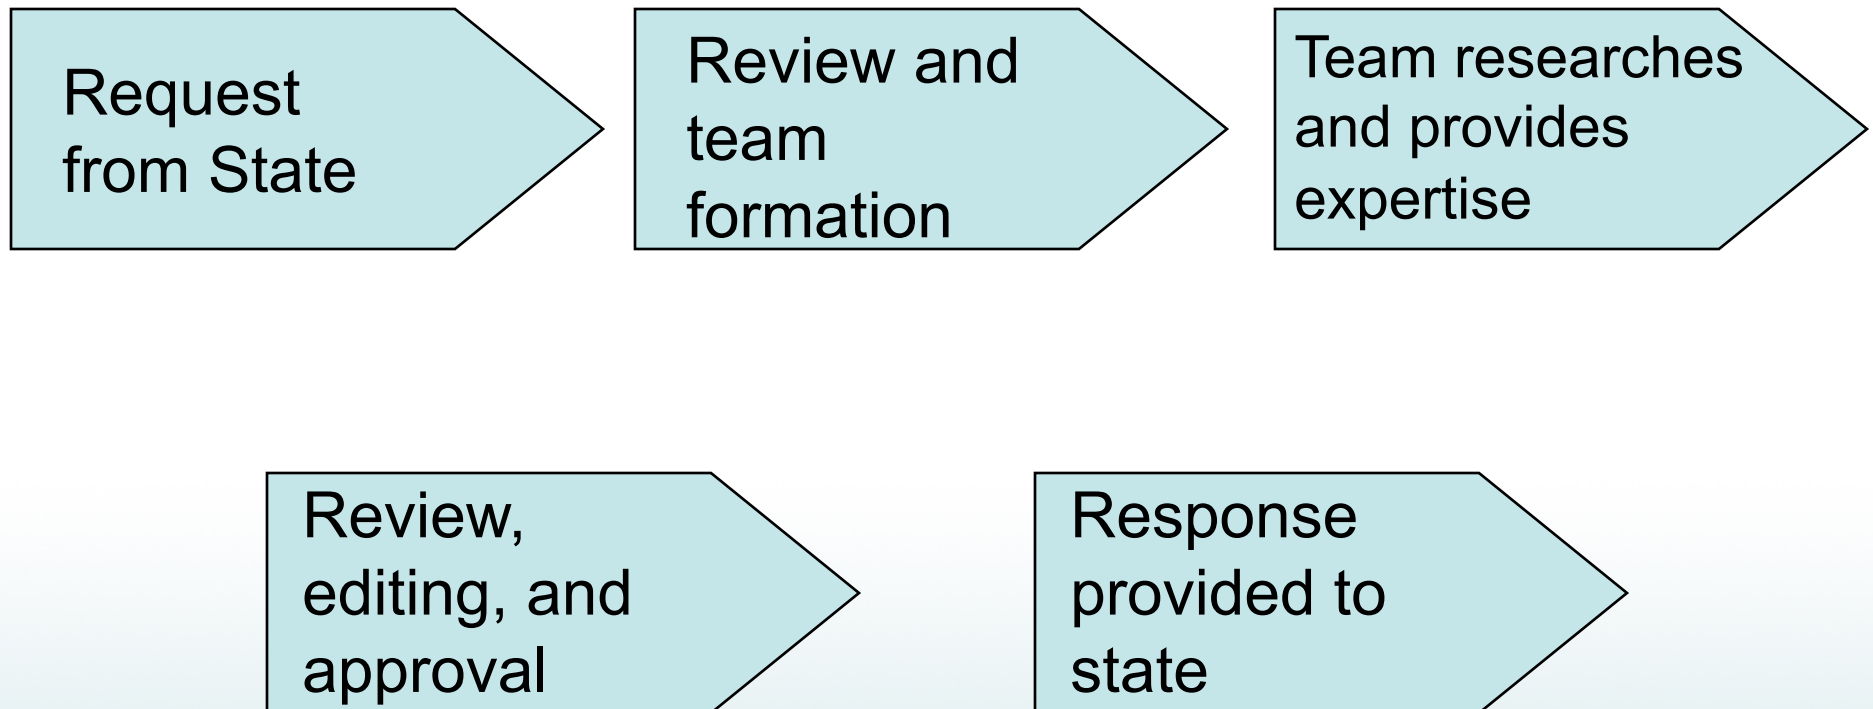 Request
from State
Review and
team
formation
Team researches
and provides
expertise
Review,
editing, and
approval
Response
provided to
state